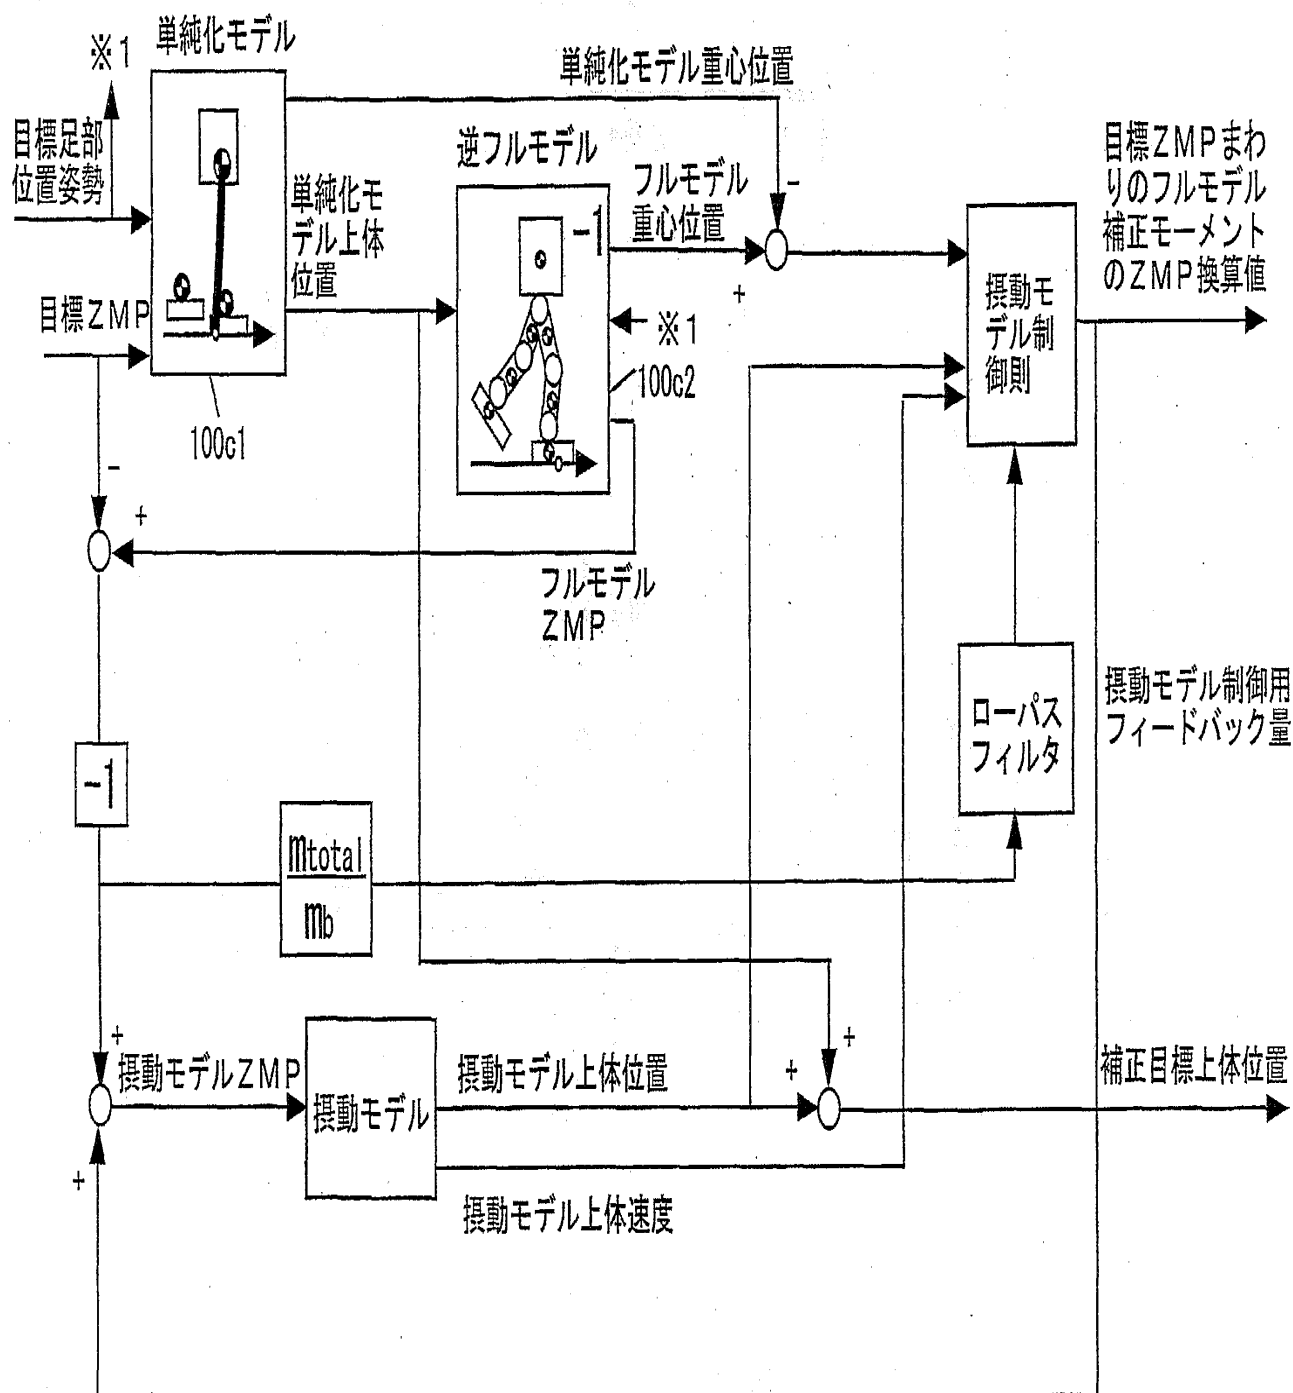 単純化モデル
※1
目標足部
位置姿勢
目標ZMP
100c1
単純化モデル重心位置
単純化モ
デル上体
位置
逆フルモデル
-1
フルモデル
重心位置
-
+
※1
100c2
摂動モ
デル制
御則
目標ZMPまわ
りのフルモデル
補正モーメント
のZMP換算値
-
+
フルモデル
ZMP
ローパス
フィルタ
摂動モデル制御用
フィードバック量
-1
mtotal
mb
+
摂動モデルZMP
+
摂動モデル
摂動モデル上体位置
+
+
補正目標上体位置
摂動モデル上体速度